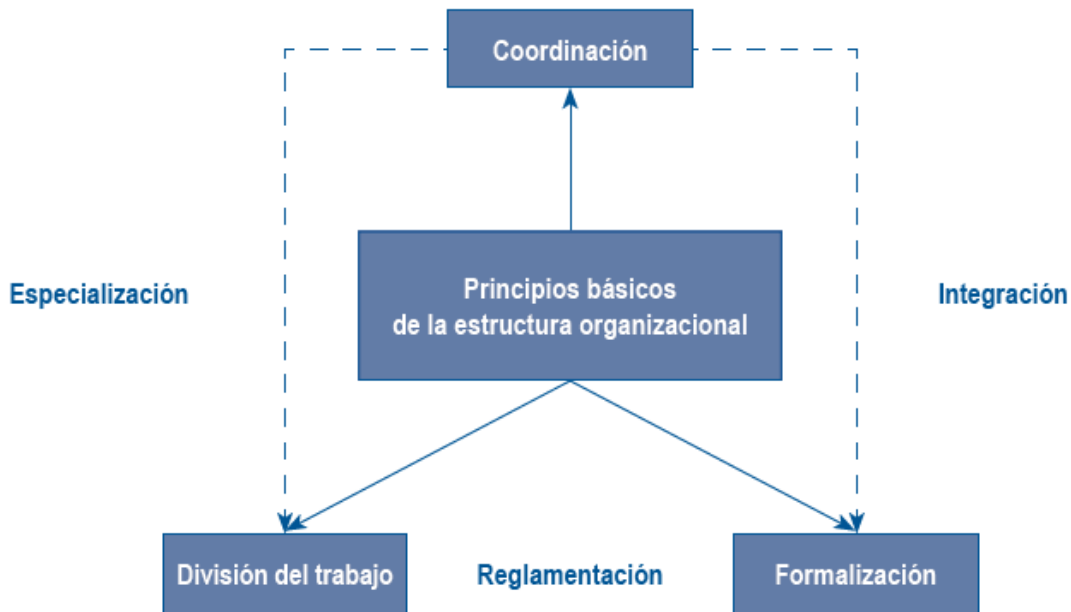 Coordinación
Principios básicos
de la estructura organizacional
Especialización
Integración
División del trabajo
Reglamentación
Formalización